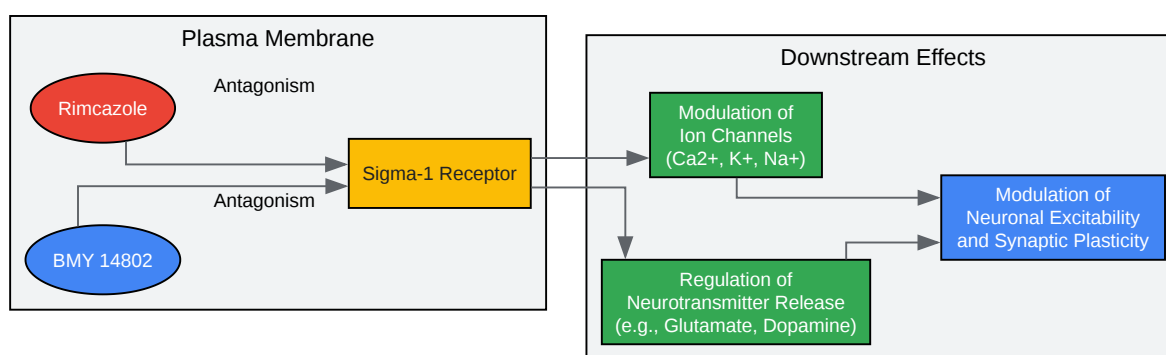 Plasma Membrane
Antagonism
Rimcazole
Sigma-1 Receptor
Antagonism
BMY 14802
Downstream Effects
Modulation of
Ion Channels
(Ca2+, K+, Na+)
Modulation of
Neuronal Excitability
and Synaptic Plasticity
Regulation of
Neurotransmitter Release
(e.g., Glutamate, Dopamine)